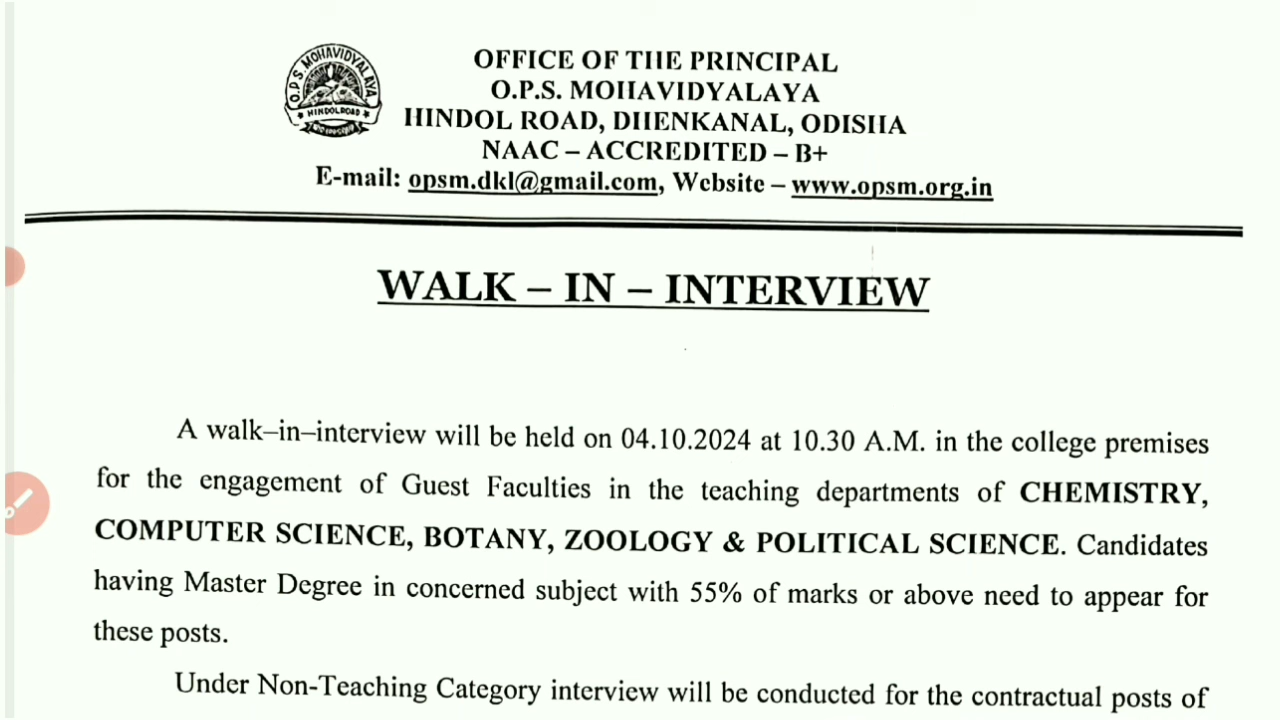 O.P.S. MOHAVIDYALAYA
HINDOL ROAD
OFFICE OF THE PRINCIPAL
O.P.S. MOHAVIDYALAYA
HINDOL ROAD, DHENKANAL, ODISHA
NAAC – ACCREDITED – B+
E-mail: opsm.dkl@gmail.com, Website – www.opsm.org.in
WALK – IN – INTERVIEW
A walk–in–interview will be held on 04.10.2024 at 10.30 A.M. in the college premises
for the engagement of Guest Faculties in the teaching departments of CHEMISTRY,
COMPUTER SCIENCE, BOTANY, ZOOLOGY & POLITICAL SCIENCE. Candidates
having Master Degree in concerned subject with 55% of marks or above need to appear for
these posts.
Under Non-Teaching Category interview will be conducted for the contractual posts of